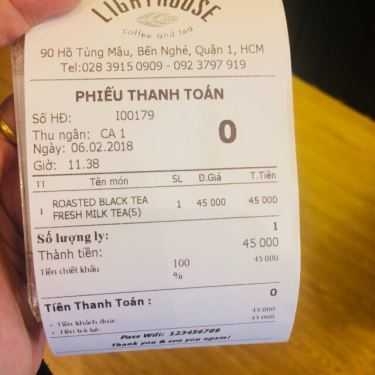 LIGHTHOUSE
coffee and tea
90 Hồ Tùng Mậu, Bến Nghé, Quận 1, HCM
Tel:028 3915 0909 - 092 3797 919
PHIẾU THANH TOÁN
Số HĐ: I00179
Thu ngân: CA 1
0
Ngày: 06.02.2018
Giờ: 11.38
TT Tên món SL Đ.Giá T.Tiền
1 ROASTED BLACK TEA FRESH MILK TEA(S) 1 45 000 45 000
Số lượng ly: 1
Thành tiền: 45 000
Tiền chiết khấu 100 % 45 000
Tiền Thanh Toán : 0
- Tiền khách đưa: 45 000
- Tiền trả lại: 45 000
Pass Wifi: 123456789
Thank you & see you again!